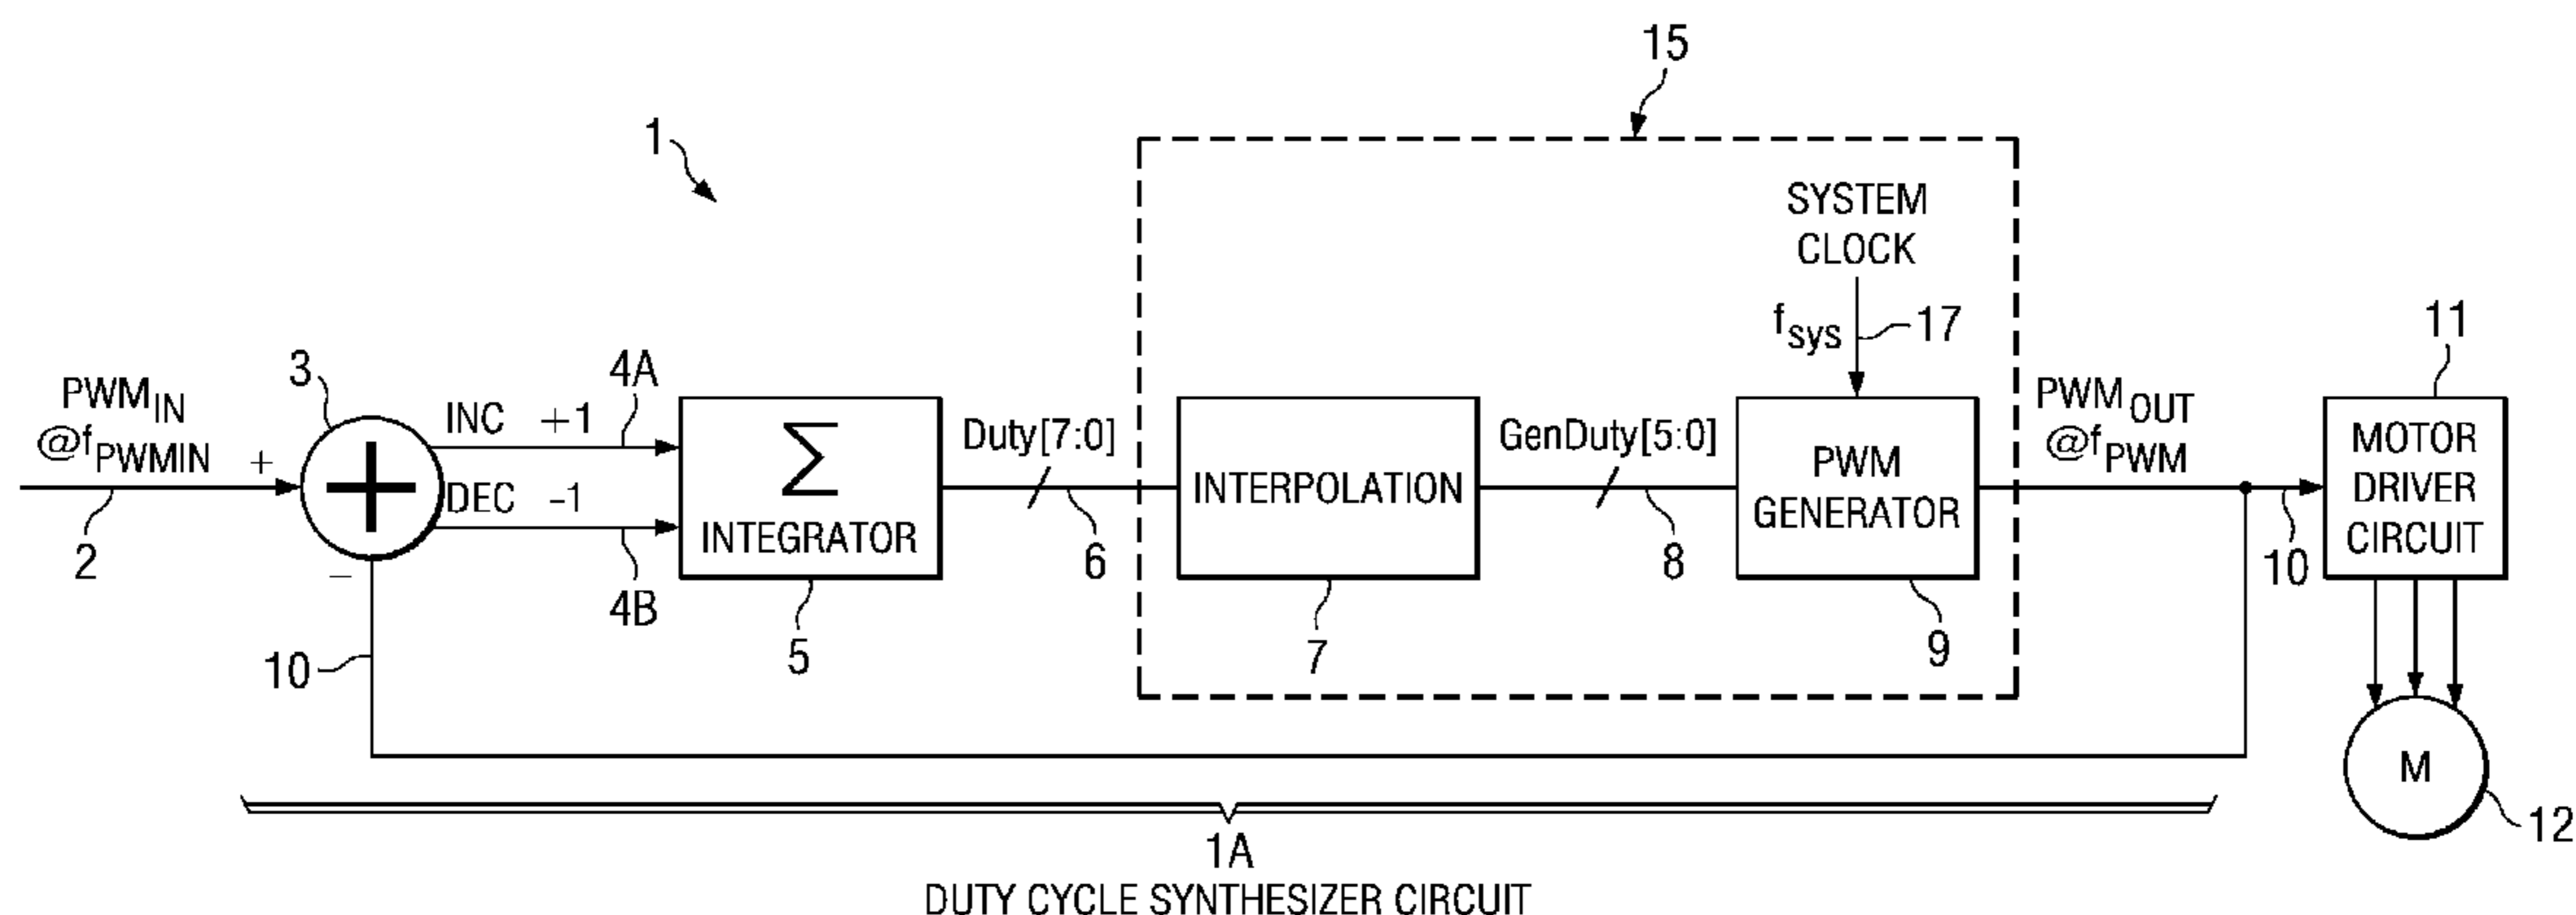 15
1
SYSTEM
CLOCK
fsys
17
11
3
4A
PWMIN
@fPWMIN
+
INC +1
DEC -1
–
2
4B
Σ
INTEGRATOR
5
Duty[7:0]
6
INTERPOLATION
7
GenDuty[5:0]
8
PWM
GENERATOR
9
PWMOUT
@fPWM
10
MOTOR
DRIVER
CIRCUIT
10
M
12
1A
DUTY CYCLE SYNTHESIZER CIRCUIT